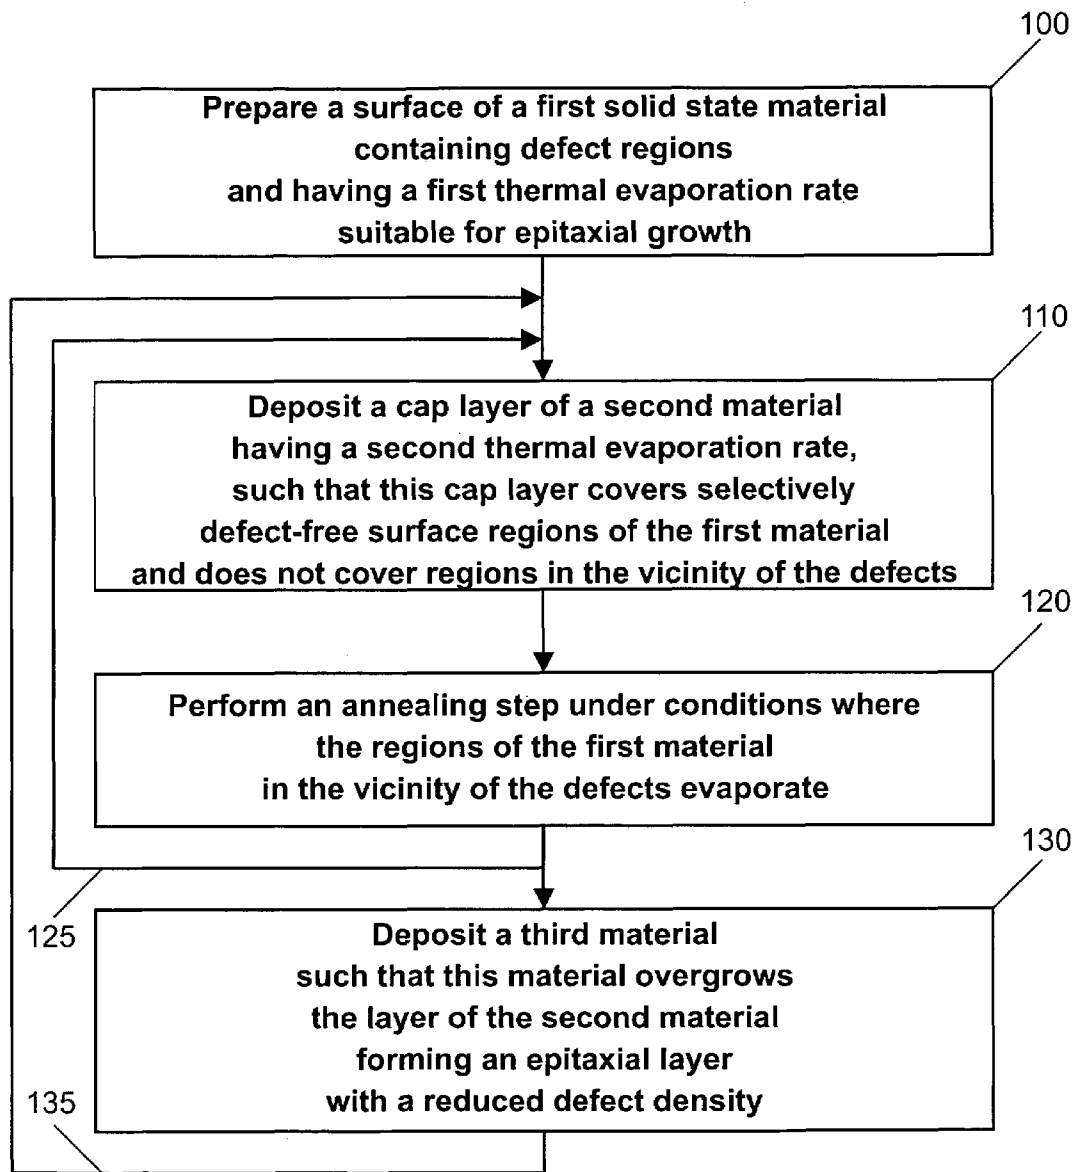 100
Prepare a surface of a first solid state material
containing defect regions
and having a first thermal evaporation rate
suitable for epitaxial growth
110
Deposit a cap layer of a second material
having a second thermal evaporation rate,
such that this cap layer covers selectively
defect-free surface regions of the first material
and does not cover regions in the vicinity of the defects
120
Perform an annealing step under conditions where
the regions of the first material
in the vicinity of the defects evaporate
125
130
Deposit a third material
such that this material overgrows
the layer of the second material
forming an epitaxial layer
with a reduced defect density
135